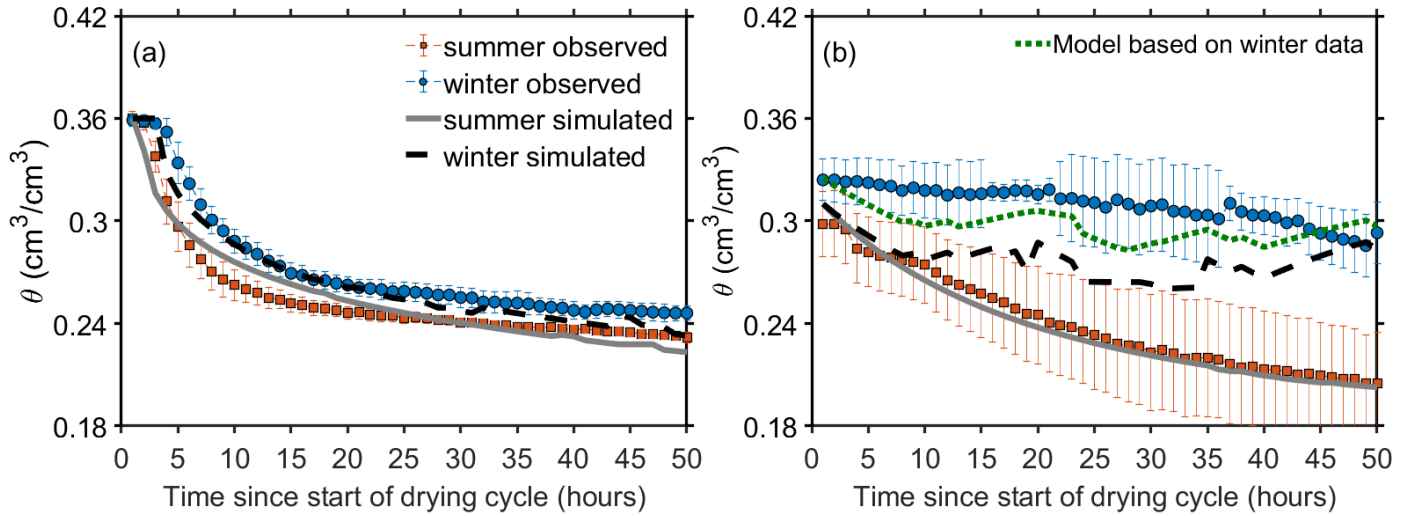 (a)
summer observed
winter observed
summer simulated
winter simulated
θ (cm³/cm³)
0.42
0.36
0.3
0.24
0.18
0 5 10 15 20 25 30 35 40 45 50
Time since start of drying cycle (hours)
(b)
Model based on winter data
θ (cm³/cm³)
0.42
0.36
0.3
0.24
0.18
0 5 10 15 20 25 30 35 40 45 50
Time since start of drying cycle (hours)